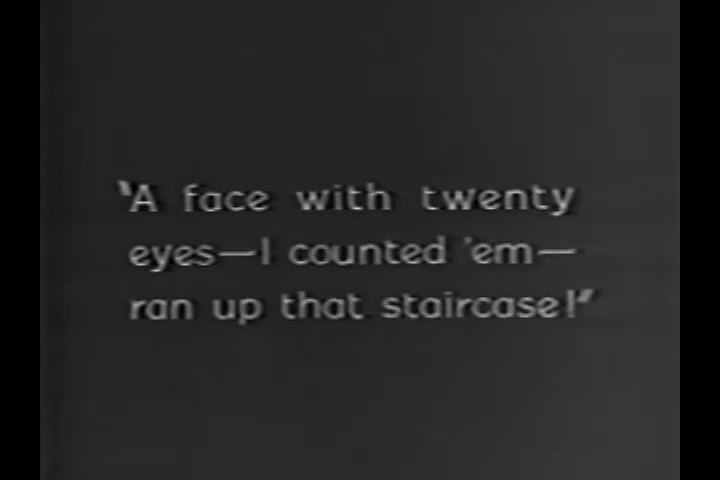 "A face with twenty
eyes—I counted 'em—
ran up that staircase!"